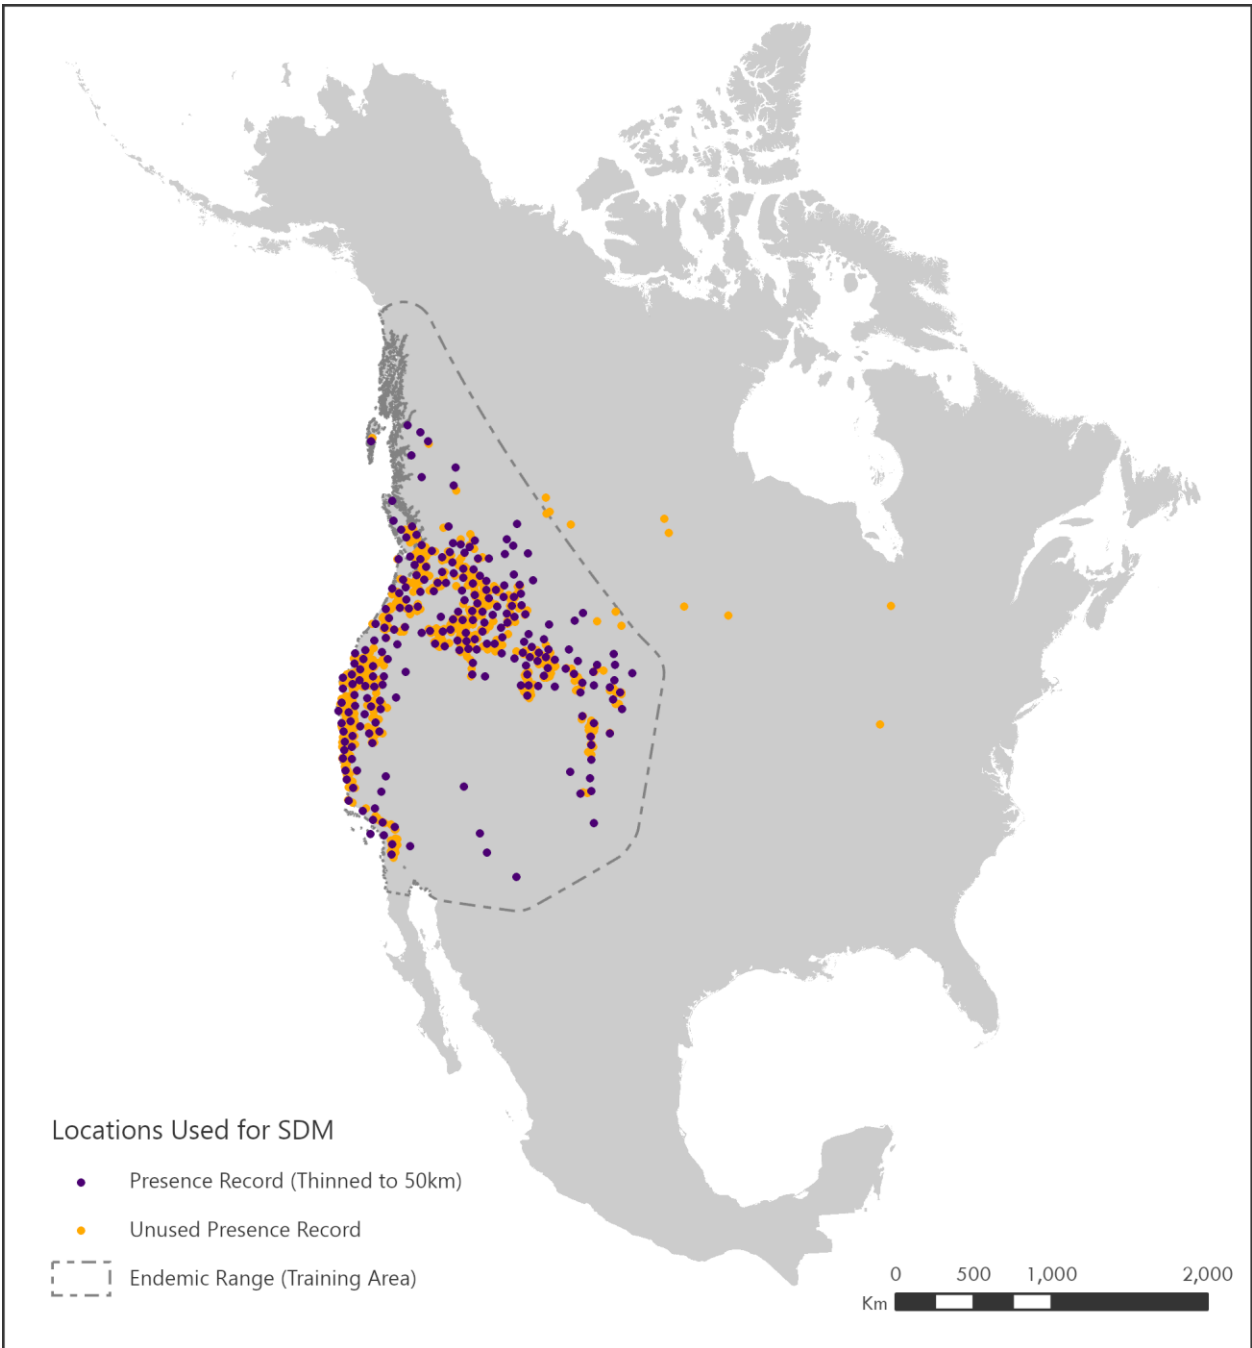 Locations Used for SDM
Presence Record (Thinned to 50km)
Unused Presence Record
Endemic Range (Training Area)
0 500 1,000 2,000
Km